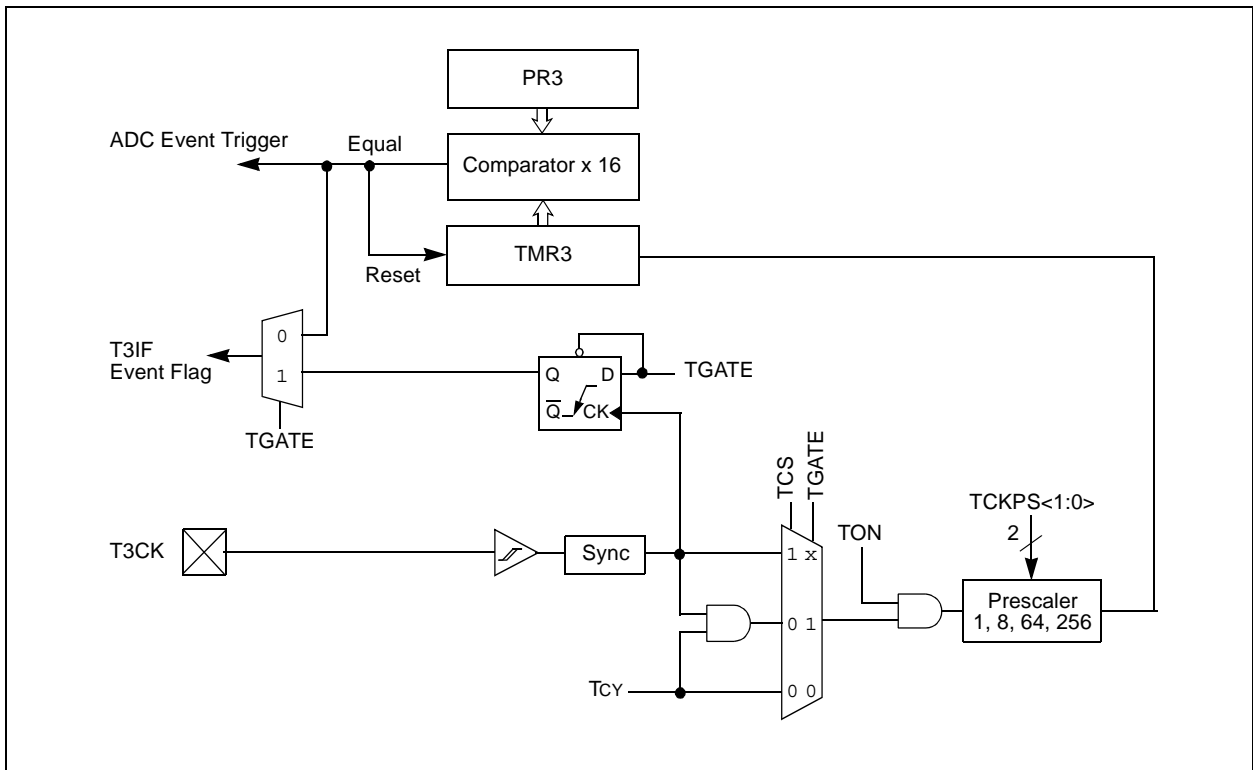 PR3
ADC Event Trigger
Equal
Comparator x 16
TMR3
Reset
0
T3IF
Event Flag
1
TGATE
Q
D
TGATE
Q̅
CK
TCS
TGATE
TCKPS<1:0>
2
TON
T3CK
Sync
1 x
Prescaler
1, 8, 64, 256
0 1
TCY
0 0